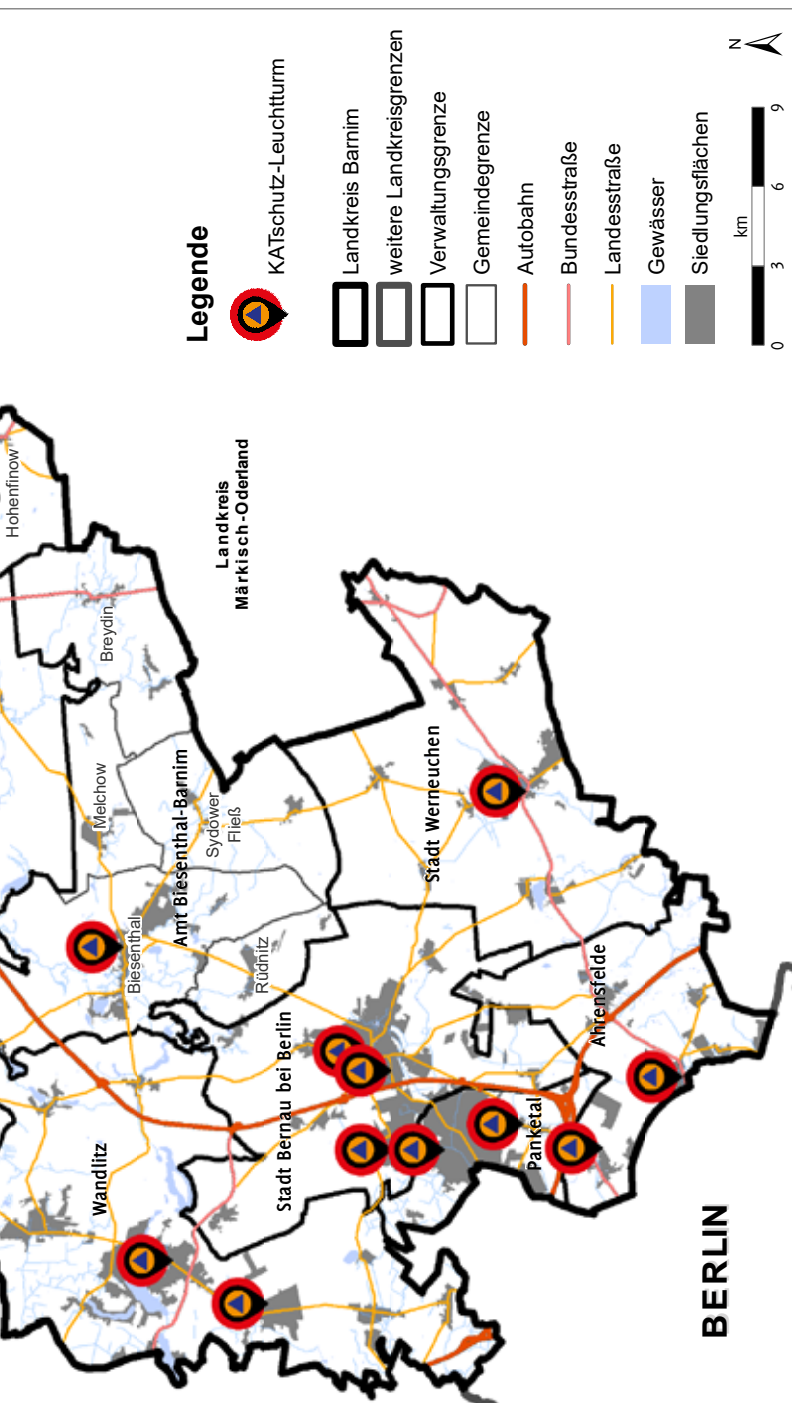 Legende
KATschutz-Leuchtturm
Landkreis Barnim
weitere Landkreisgrenzen
Verwaltungsgrenze
Gemeindegrenze
Autobahn
Bundesstraße
Landesstraße
Gewässer
Siedlungsflächen
km
0 3 6 9
N
Hohenfinow
Breydin
Landkreis
Märkisch-Oderland
Melchow
Amt Biesenthal-Barnim
Sydower
Fließ
Biesenthal
Rüdnitz
Stadt Werneuchen
Wandlitz
Stadt Bernau bei Berlin
Ahrensfelde
Panketal
BERLIN